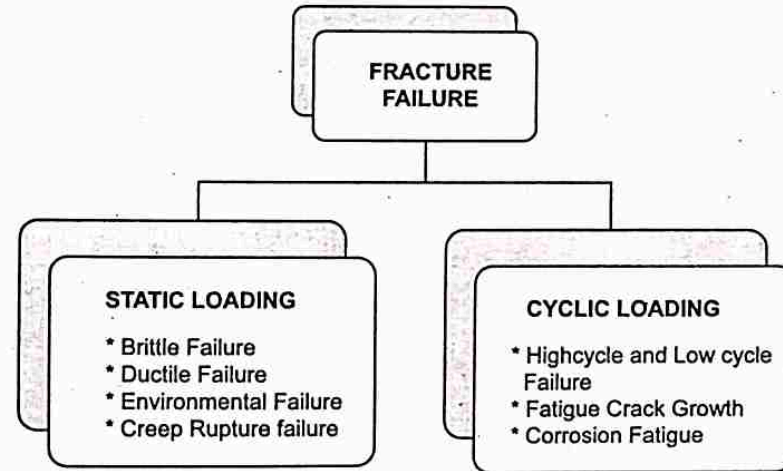 FRACTURE
FAILURE
STATIC LOADING
* Brittle Failure
* Ductile Failure
* Environmental Failure
* Creep Rupture failure
CYCLIC LOADING
* Highcycle and Low cycle
Failure
* Fatigue Crack Growth
* Corrosion Fatigue